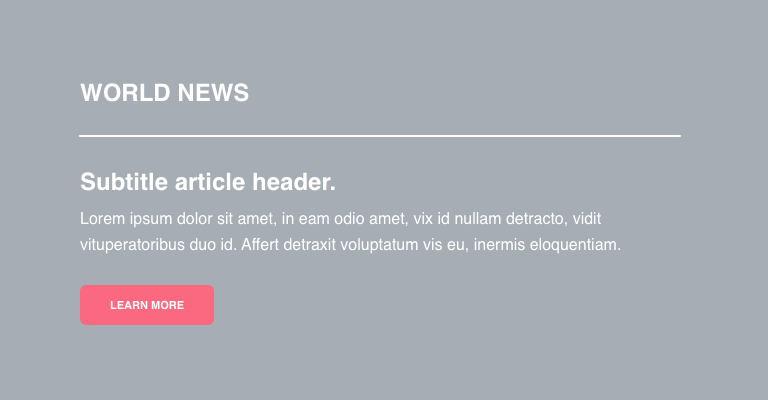 WORLD NEWS
Subtitle article header.
Lorem ipsum dolor sit amet, in eam odio amet, vix id nullam detracto, vidit
vituperatoribus duo id. Affert detraxit voluptatum vis eu, inermis eloquentiam.
LEARN MORE